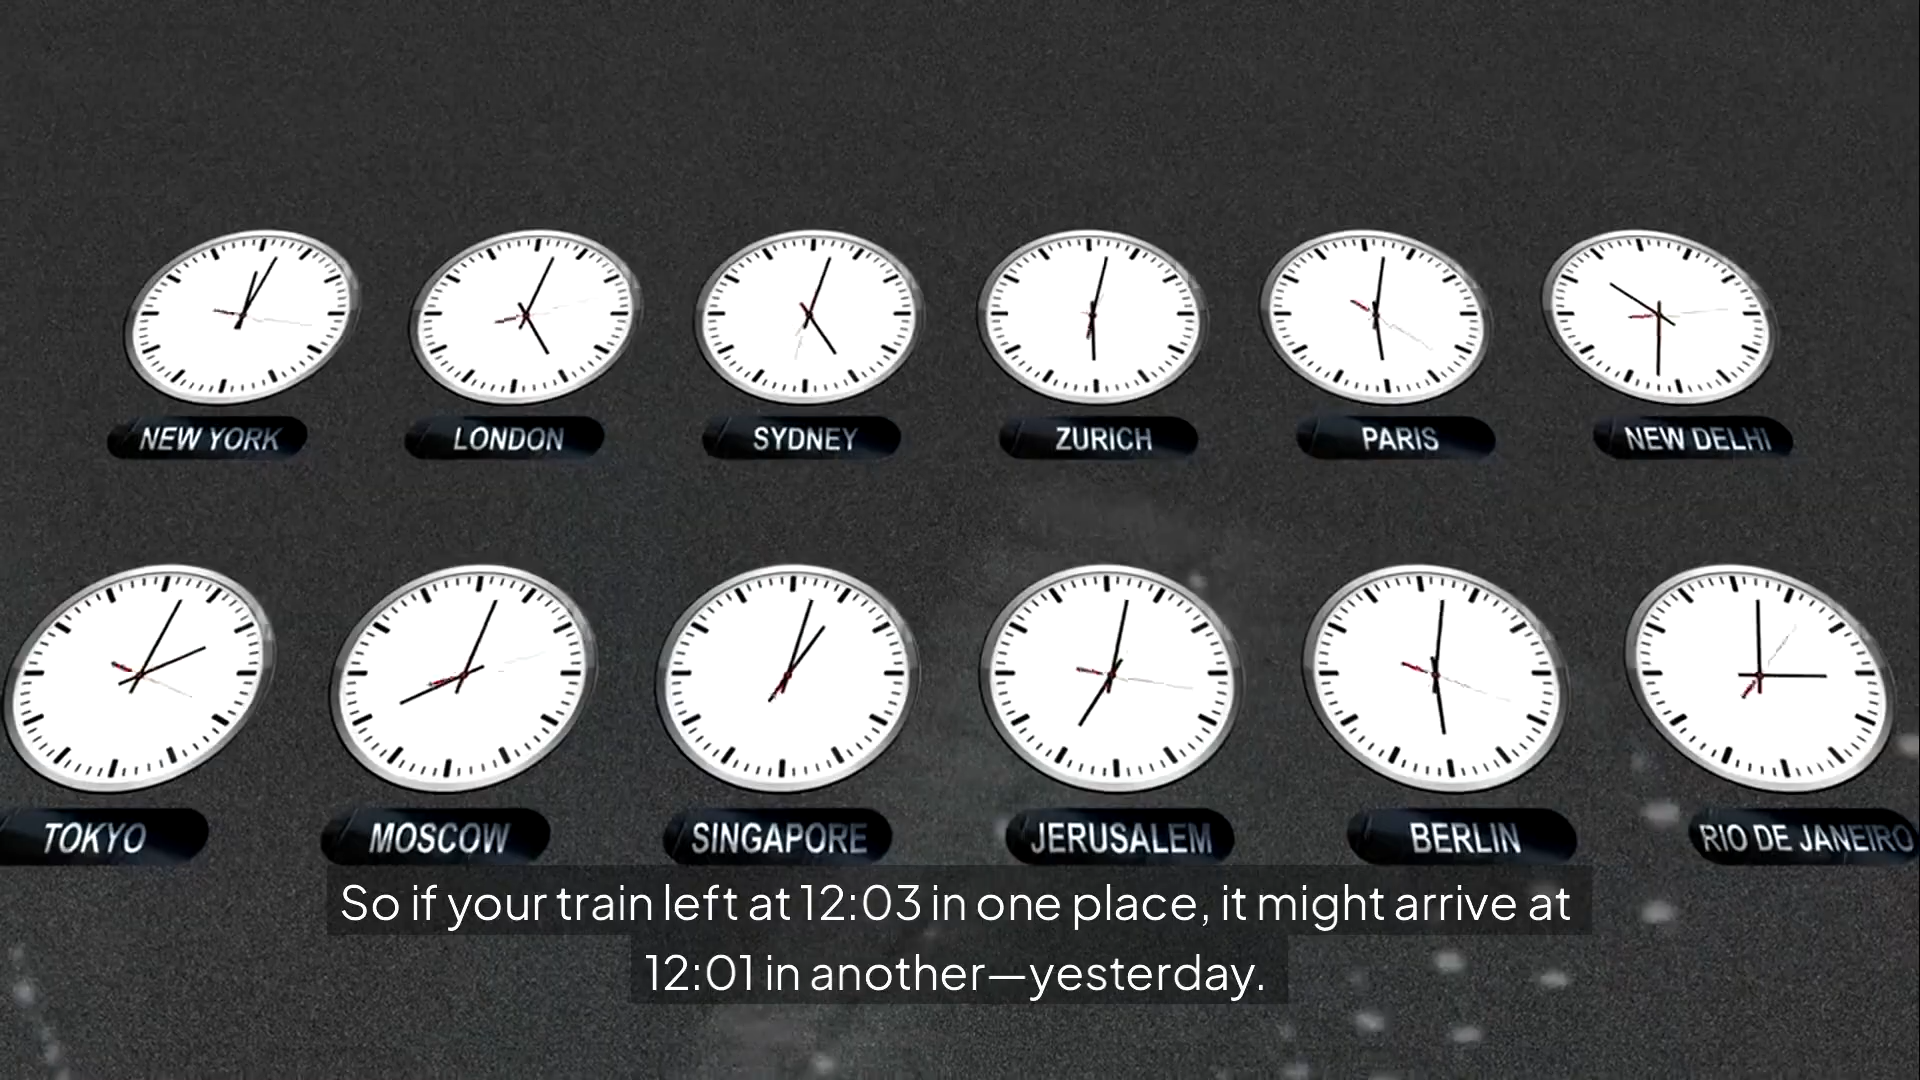 NEW YORK
LONDON
SYDNEY
ZURICH
PARIS
NEW DELHI
TOKYO
MOSCOW
SINGAPORE
JERUSALEM
BERLIN
RIO DE JANEIRO
So if your train left at 12:03 in one place, it might arrive at
12:01 in another—yesterday.